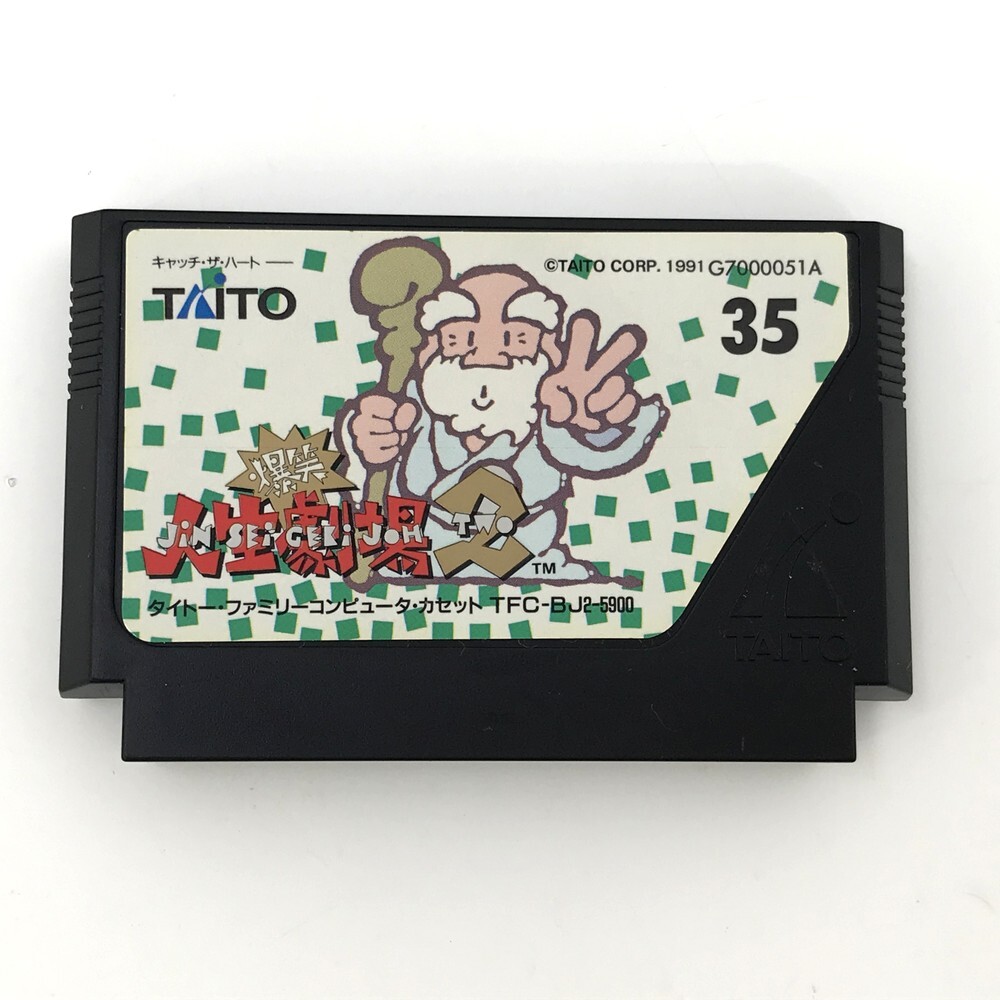 キャッチ・ザ・ハート
TAITO
©TAITO CORP. 1991 G7000051A
35
爆笑
人生劇場2
JiN SEi GEKi JOH TWO
TM
タイトー・ファミリーコンピュータ・カセット TFC-BJ2-5900
TAITO